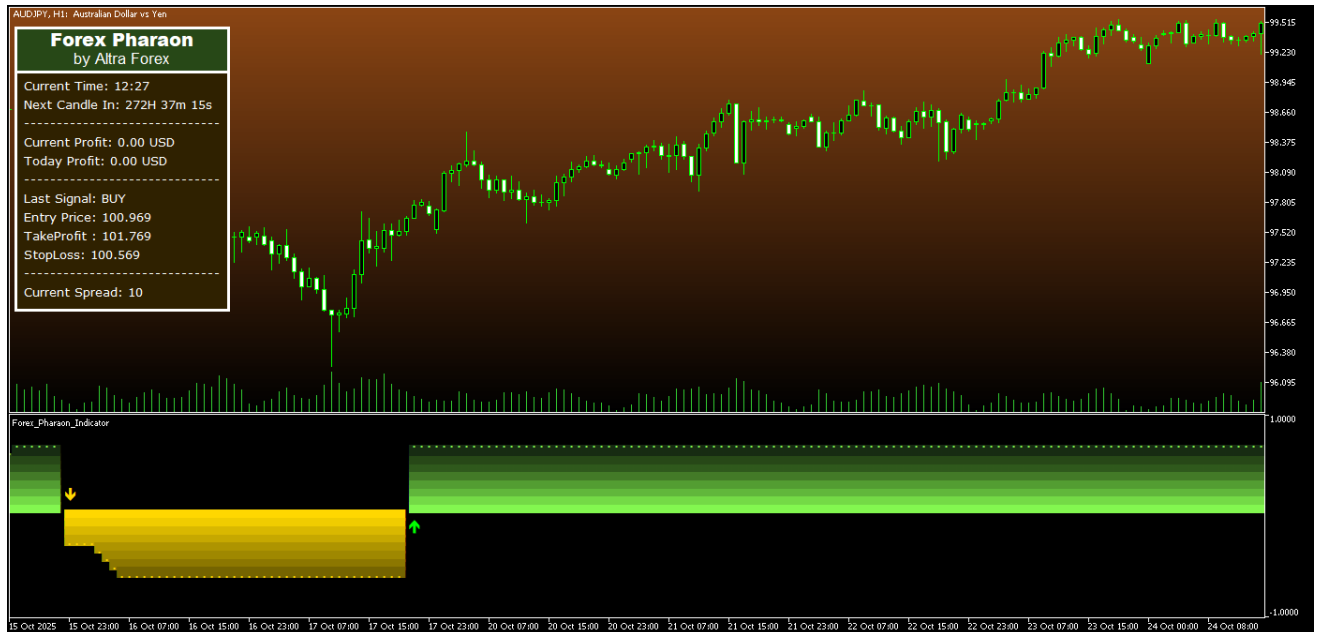 AUDJPY, H1: Australian Dollar vs Yen
Forex Pharaon
by Altra Forex
Current Time: 12:27
Next Candle In: 272H 37m 15s
------------------------------
Current Profit: 0.00 USD
Today Profit: 0.00 USD
------------------------------
Last Signal: BUY
Entry Price: 100.969
TakeProfit : 101.769
StopLoss: 100.569
------------------------------
Current Spread: 10
99.515
99.230
98.945
98.660
98.375
98.090
97.805
97.520
97.235
96.950
96.665
96.380
96.095
Forex_Pharaon_Indicator
1.0000
-1.0000
15 Oct 2025 15 Oct 23:00 16 Oct 07:00 16 Oct 15:00 16 Oct 23:00 17 Oct 07:00 17 Oct 15:00 17 Oct 23:00 20 Oct 07:00 20 Oct 15:00 20 Oct 23:00 21 Oct 07:00 21 Oct 15:00 21 Oct 23:00 22 Oct 07:00 22 Oct 15:00 22 Oct 23:00 23 Oct 07:00 23 Oct 15:00 24 Oct 00:00 24 Oct 08:00